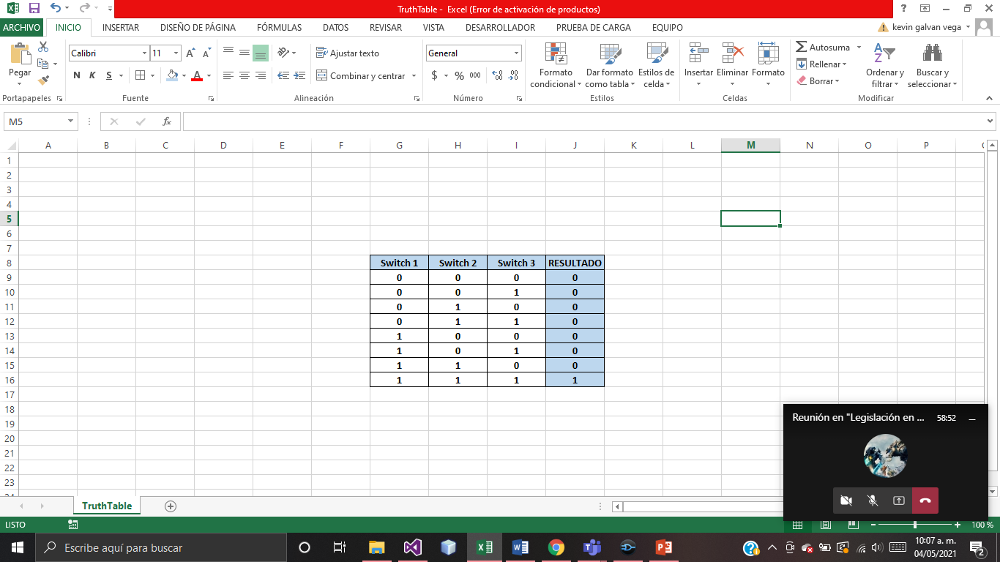 TruthTable - Excel (Error de activación de productos)
ARCHIVO INICIO INSERTAR DISEÑO DE PÁGINA FÓRMULAS DATOS REVISAR VISTA DESARROLLADOR PRUEBA DE CARGA EQUIPO kevin galvan vega
Pegar
Calibri 11
N K S
A A A
Ajustar texto
Combinar y centrar
General
$ % 000
Formato condicional
Dar formato como tabla
Estilos de celda
Insertar Eliminar Formato
Autosuma
Rellenar
Borrar
Ordenar y filtrar
Buscar y seleccionar
Portapapeles Fuente Alineación Número Estilos Celdas Modificar
M5 fx
A B C D E F G H I J K L M N O P
1
2
3
4
5
6
7
8 Switch 1 Switch 2 Switch 3 RESULTADO
9 0 0 0 0
10 0 0 1 0
11 0 1 0 0
12 0 1 1 0
13 1 0 0 0
14 1 0 1 0
15 1 1 0 0
16 1 1 1 1
17
18
19
20
21
22
23
Reunión en "Legislación en ... 58:52
TruthTable
LISTO 100 %
Escribe aquí para buscar
10:07 a. m.
04/05/2021
2